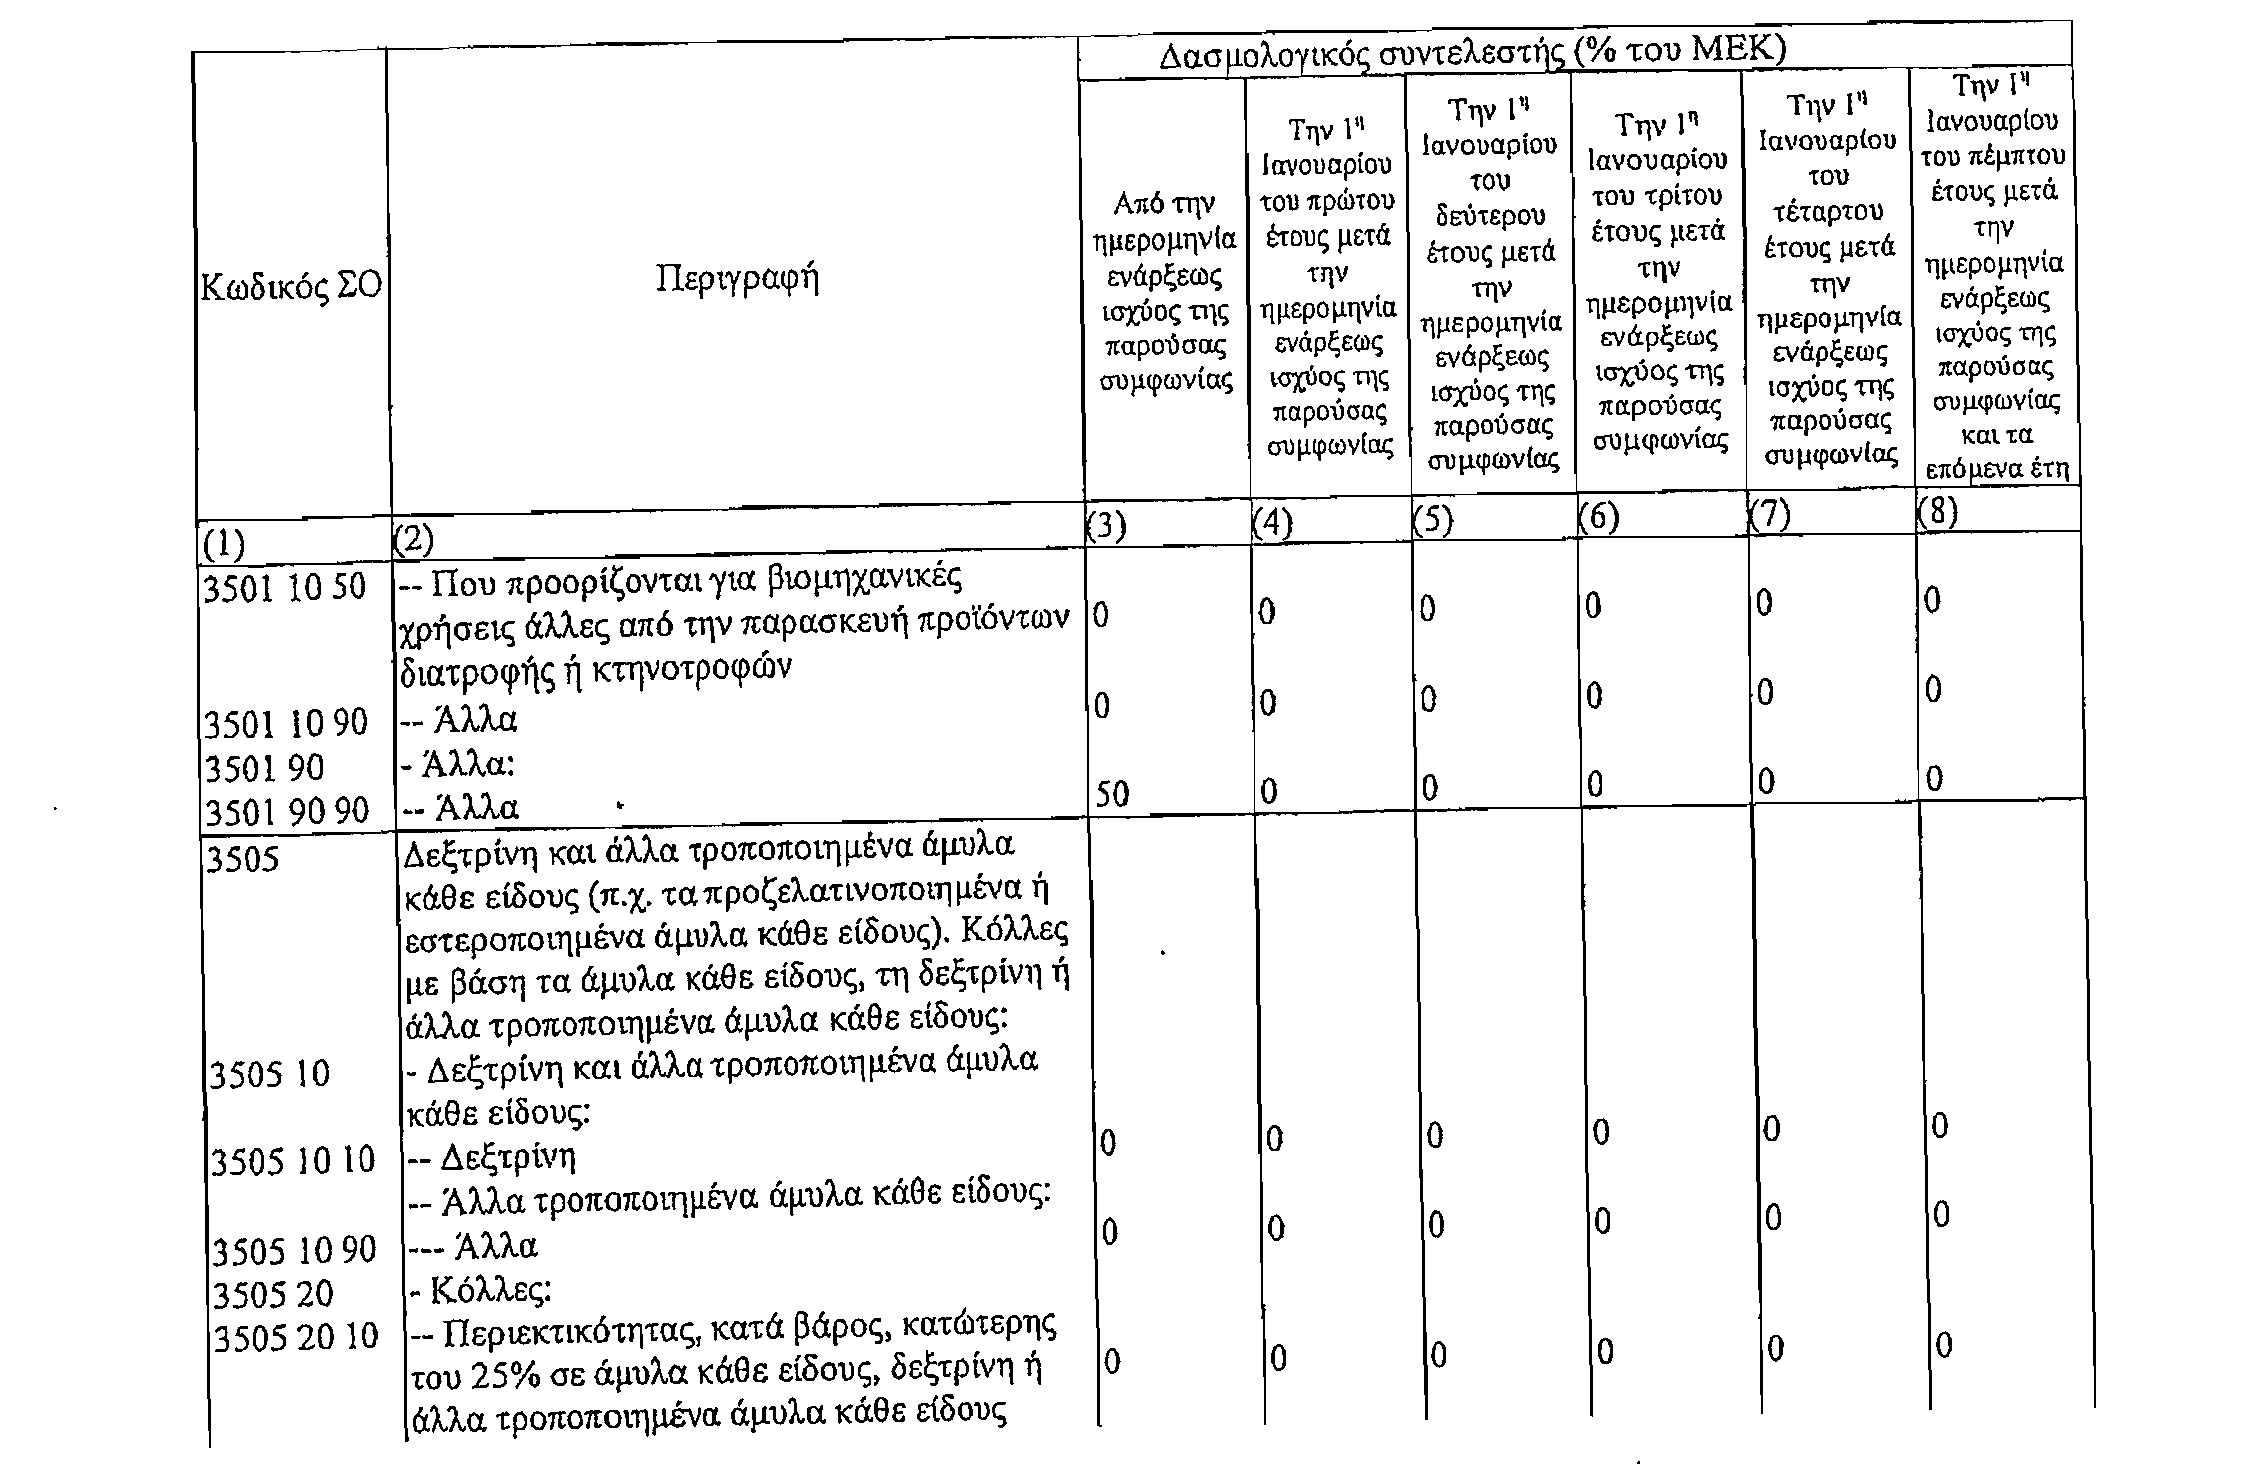 Δασμολογικός συντελεστής (% του ΜΕΚ)
Κωδικός ΣΟ
Περιγραφή
Από την
ημερομηνία
ενάρξεως
ισχύος της
παρούσας
συμφωνίας
Την 1η
Ιανουαρίου
του πρώτου
έτους μετά
την
ημερομηνία
ενάρξεως
ισχύος της
παρούσας
συμφωνίας
Την 1η
Ιανουαρίου
του
δεύτερου
έτους μετά
την
ημερομηνία
ενάρξεως
ισχύος της
παρούσας
συμφωνίας
Την 1η
Ιανουαρίου
του τρίτου
έτους μετά
την
ημερομηνία
ενάρξεως
ισχύος της
παρούσας
συμφωνίας
Την 1η
Ιανουαρίου
του
τέταρτου
έτους μετά
την
ημερομηνία
ενάρξεως
ισχύος της
παρούσας
συμφωνίας
Την 1η
Ιανουαρίου
του πέμπτου
έτους μετά
την
ημερομηνία
ενάρξεως
ισχύος της
παρούσας
συμφωνίας
και τα
επόμενα έτη
(1) (2) (3) (4) (5) (6) (7) (8)
3501 10 50 -- Που προορίζονται για βιομηχανικές
χρήσεις άλλες από την παρασκευή προϊόντων 0 0 0 0 0 0
διατροφής ή κτηνοτροφών
3501 10 90 -- Άλλα 0 0 0 0 0 0
3501 90 - Άλλα:
3501 90 90 -- Άλλα 50 0 0 0 0 0
3505 Δεξτρίνη και άλλα τροποποιημένα άμυλα
κάθε είδους (π.χ. τα προζελατινοποιημένα ή
εστεροποιημένα άμυλα κάθε είδους). Κόλλες
με βάση τα άμυλα κάθε είδους, τη δεξτρίνη ή
άλλα τροποποιημένα άμυλα κάθε είδους:
3505 10 - Δεξτρίνη και άλλα τροποποιημένα άμυλα
κάθε είδους:
3505 10 10 -- Δεξτρίνη 0 0 0 0 0 0
-- Άλλα τροποποιημένα άμυλα κάθε είδους:
3505 10 90 --- Άλλα 0 0 0 0 0 0
3505 20 - Κόλλες:
3505 20 10 -- Περιεκτικότητας, κατά βάρος, κατώτερης
του 25% σε άμυλα κάθε είδους, δεξτρίνη ή 0 0 0 0 0 0
άλλα τροποποιημένα άμυλα κάθε είδους